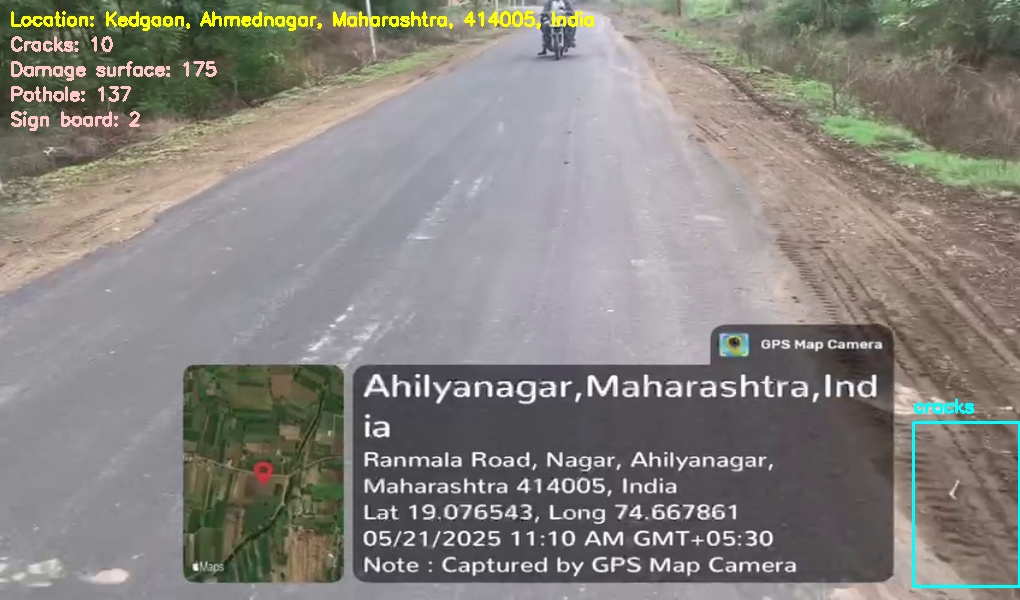 Location: Kedgaon, Ahmednagar, Maharashtra, 414005, India
Cracks: 10
Damage surface: 175
Pothole: 137
Sign board: 2
GPS Map Camera
Ahilyanagar,Maharashtra,Ind
ia
Ranmala Road, Nagar, Ahilyanagar,
Maharashtra 414005, India
Lat 19.076543, Long 74.667861
05/21/2025 11:10 AM GMT+05:30
Note : Captured by GPS Map Camera
cracks
Maps